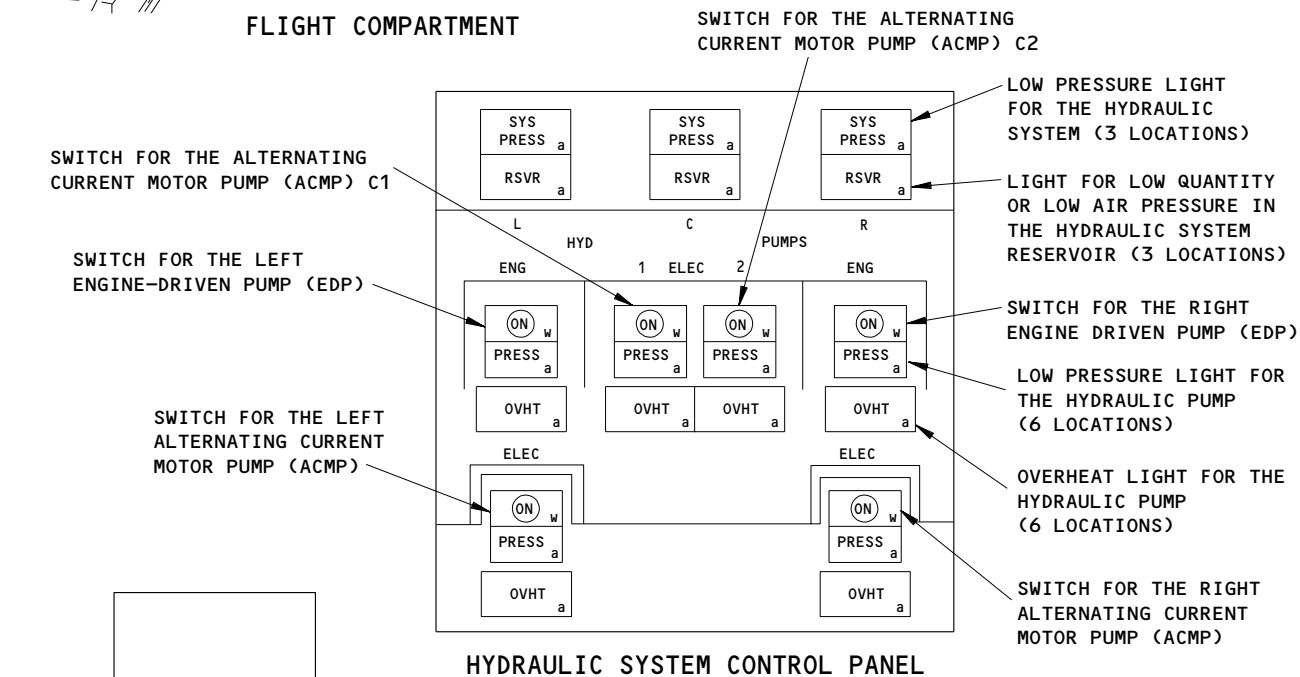 FLIGHT COMPARTMENT
SWITCH FOR THE ALTERNATING
CURRENT MOTOR PUMP (ACMP) C2
LOW PRESSURE LIGHT
FOR THE HYDRAULIC
SYSTEM (3 LOCATIONS)
SWITCH FOR THE ALTERNATING
CURRENT MOTOR PUMP (ACMP) C1
LIGHT FOR LOW QUANTITY
OR LOW AIR PRESSURE IN
THE HYDRAULIC SYSTEM
RESERVOIR (3 LOCATIONS)
SWITCH FOR THE LEFT
ENGINE-DRIVEN PUMP (EDP)
SWITCH FOR THE RIGHT
ENGINE DRIVEN PUMP (EDP)
LOW PRESSURE LIGHT FOR
THE HYDRAULIC PUMP
(6 LOCATIONS)
SWITCH FOR THE LEFT
ALTERNATING CURRENT
MOTOR PUMP (ACMP)
OVERHEAT LIGHT FOR THE
HYDRAULIC PUMP
(6 LOCATIONS)
SWITCH FOR THE RIGHT
ALTERNATING CURRENT
MOTOR PUMP (ACMP)
SYS SYS SYS
PRESS a PRESS a PRESS a
RSVR a RSVR a RSVR a
L C R
HYD PUMPS
ENG 1 ELEC 2 ENG
ON W ON W ON W ON W
PRESS a PRESS a PRESS a PRESS a
OVHT a OVHT a OVHT a OVHT a
ELEC ELEC
ON W ON W
PRESS a PRESS a
OVHT a OVHT a
HYDRAULIC SYSTEM CONTROL PANEL